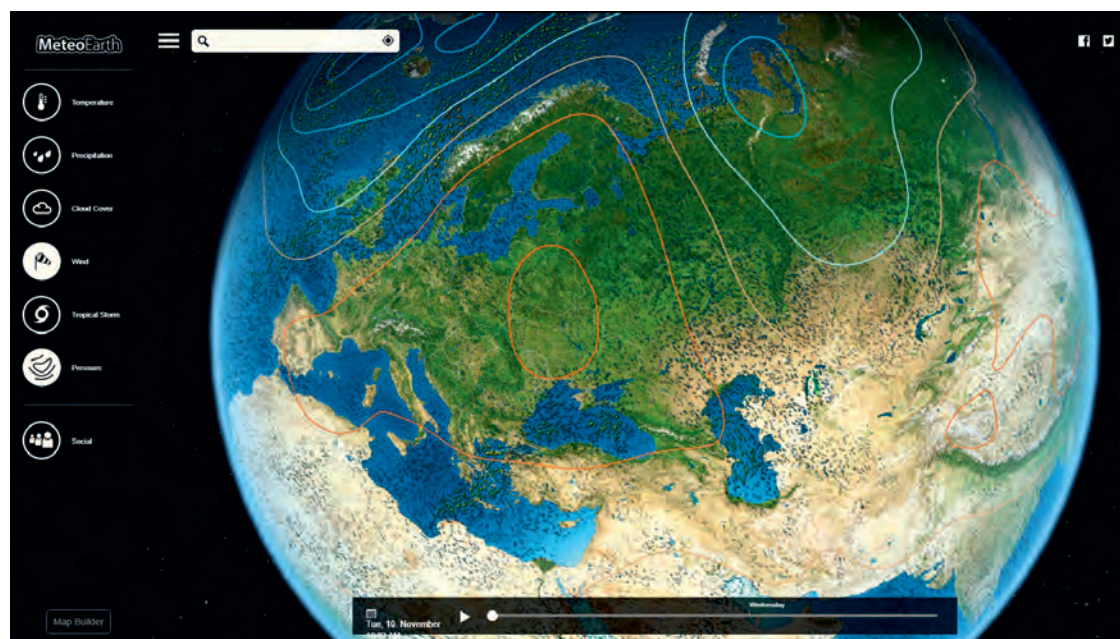 MeteoEarth
Temperature
Precipitation
Cloud Cover
Wind
Tropical Storm
Pressure
Social
Map Builder
Wednesday
Tue, 10. November